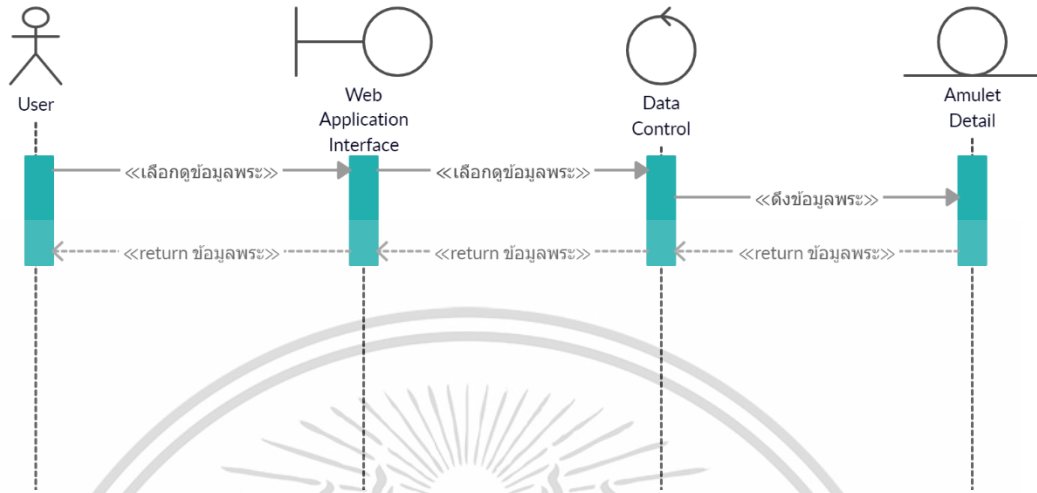 User
Web
Application
Interface
Data
Control
Amulet
Detail
≪เลือกดูข้อมูลพระ≫
≪เลือกดูข้อมูลพระ≫
≪ดึงข้อมูลพระ≫
≪return ข้อมูลพระ≫
≪return ข้อมูลพระ≫
≪return ข้อมูลพระ≫